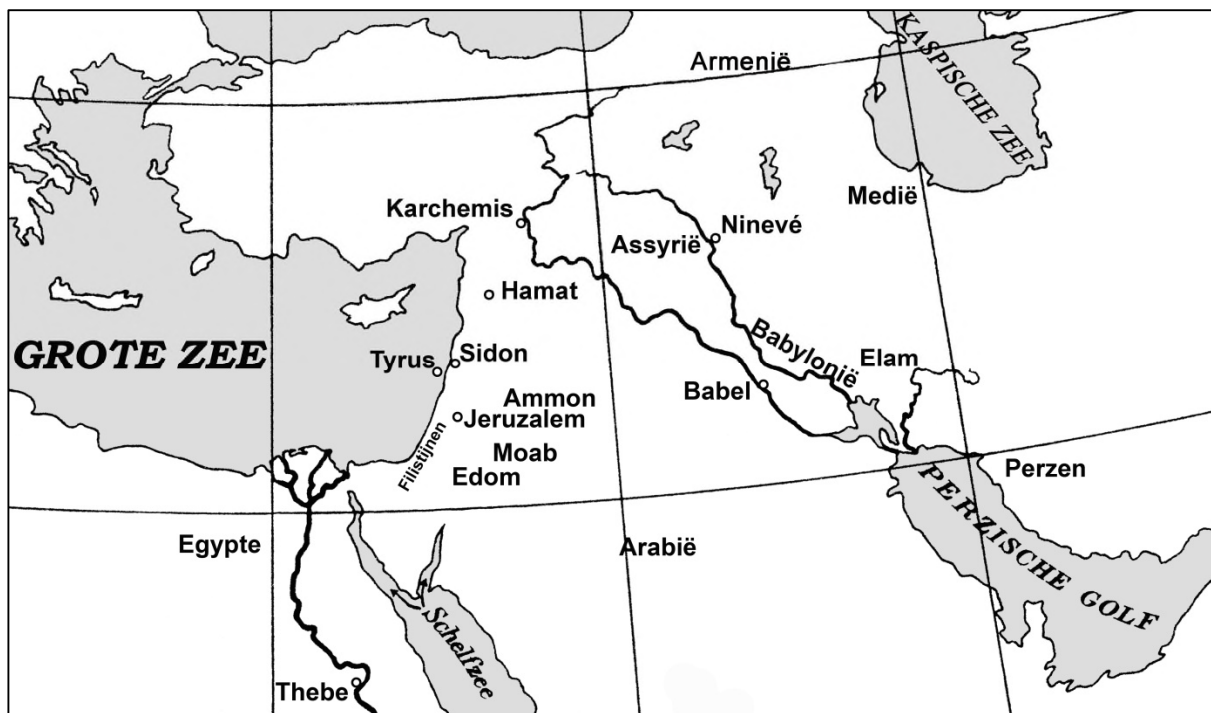 KASPISCHE ZEE
Armenië
Medië
Karchemis
Ninevé
Assyrië
Hamat
GROTE ZEE
Babylonië
Elam
Tyrus
Sidon
Babel
Ammon
Jeruzalem
Filistijnen
Moab
Edom
Perzen
PERZISCHE GOLF
Egypte
Arabië
Schelfzee
Thebe